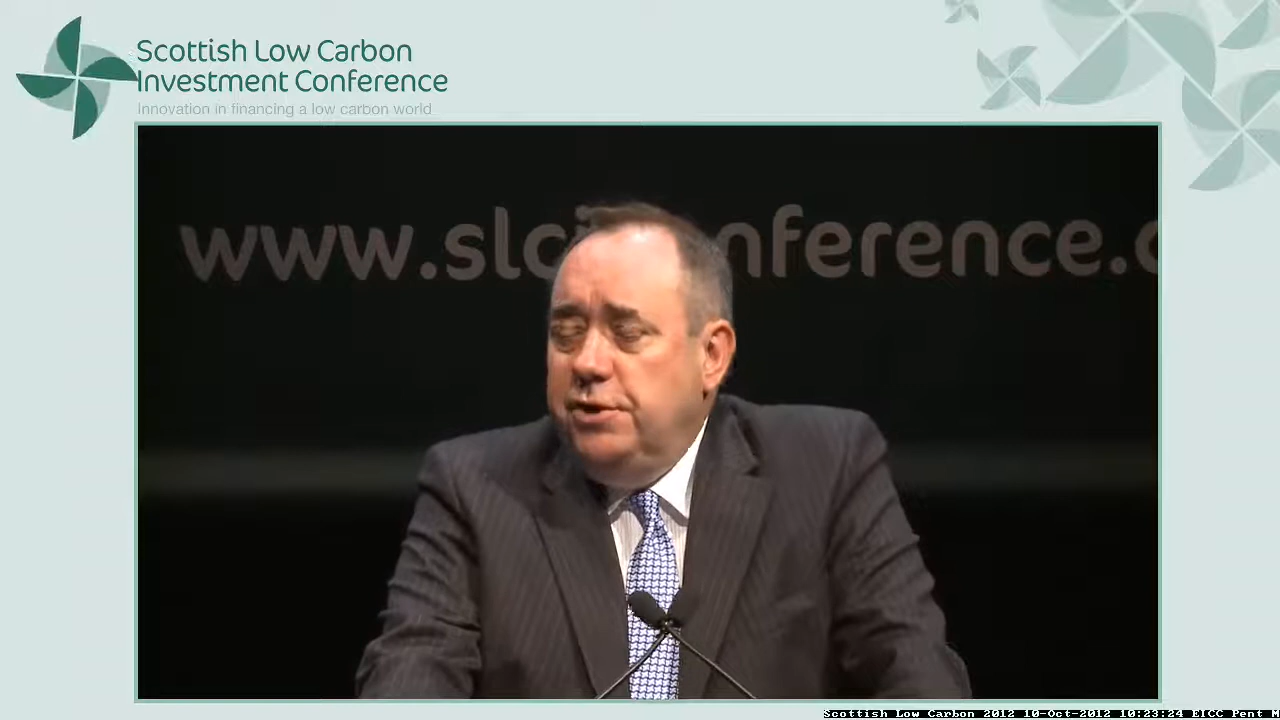 Scottish Low Carbon
Investment Conference
Innovation in financing a low carbon world
www.slci nference.c
Scottish Low Carbon 2012 10-Oct-2012 10:23:24 EICC Pent M